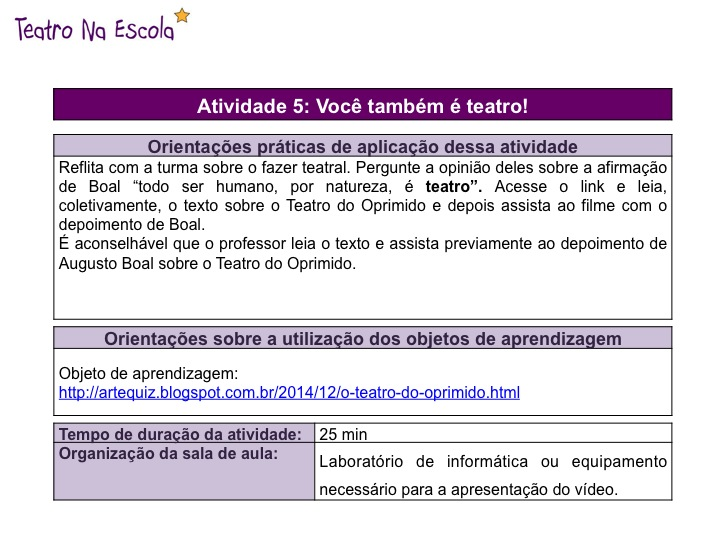 Teatro Na Escola
Atividade 5: Você também é teatro!
Orientações práticas de aplicação dessa atividade
Reflita com a turma sobre o fazer teatral. Pergunte a opinião deles sobre a afirmação
de Boal “todo ser humano, por natureza, é teatro”. Acesse o link e leia,
coletivamente, o texto sobre o Teatro do Oprimido e depois assista ao filme com o
depoimento de Boal.
É aconselhável que o professor leia o texto e assista previamente ao depoimento de
Augusto Boal sobre o Teatro do Oprimido.
Orientações sobre a utilização dos objetos de aprendizagem
Objeto de aprendizagem:
http://artequiz.blogspot.com.br/2014/12/o-teatro-do-oprimido.html
Tempo de duração da atividade: 25 min
Organização da sala de aula:
Laboratório de informática ou equipamento
necessário para a apresentação do vídeo.